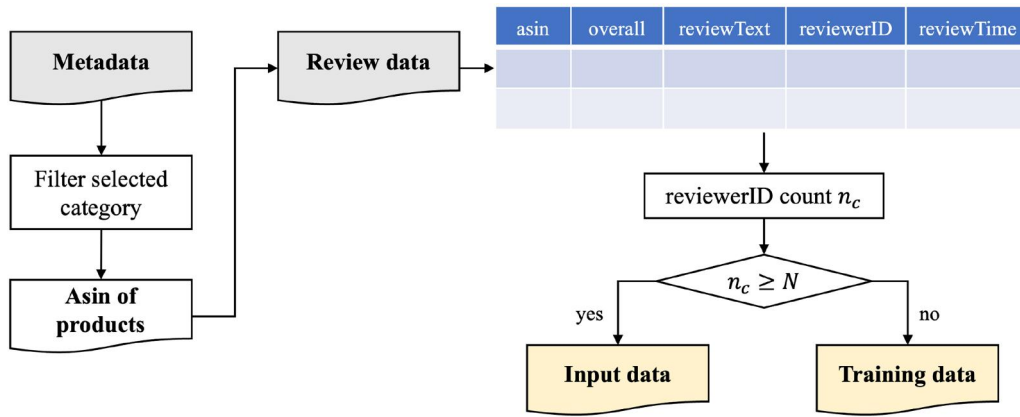 Metadata
Filter selected
category
Asin of
products
Review data
asin overall reviewText reviewerID reviewTime
reviewerID count n_c
n_c ≥ N
yes
no
Input data
Training data